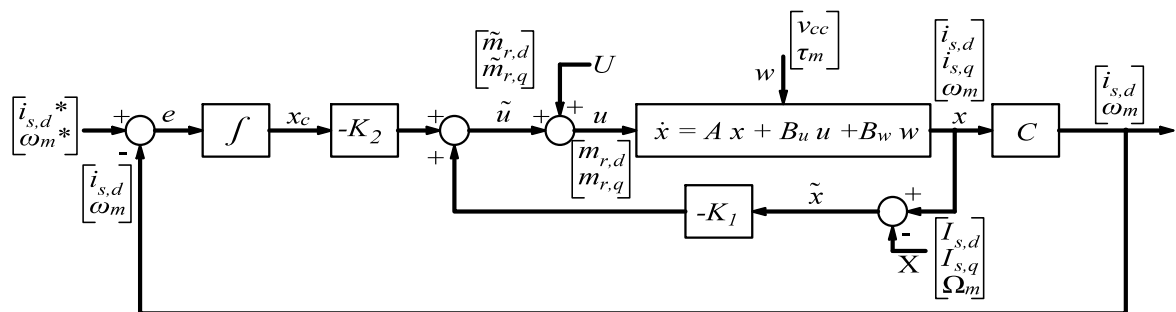 i_{s,d}*
ω_m*
+
-
e
∫
x_c
-K_2
+
+
m̃_{r,d}
m̃_{r,q}
ũ
+
+
U
u
m_{r,d}
m_{r,q}
v_{cc}
τ_m
w
ẋ = A x + B_u u +B_w w
i_{s,d}
i_{s,q}
ω_m
x
C
i_{s,d}
ω_m
i_{s,d}
ω_m
-K_1
x̃
+
-
X
I_{s,d}
I_{s,q}
Ω_m